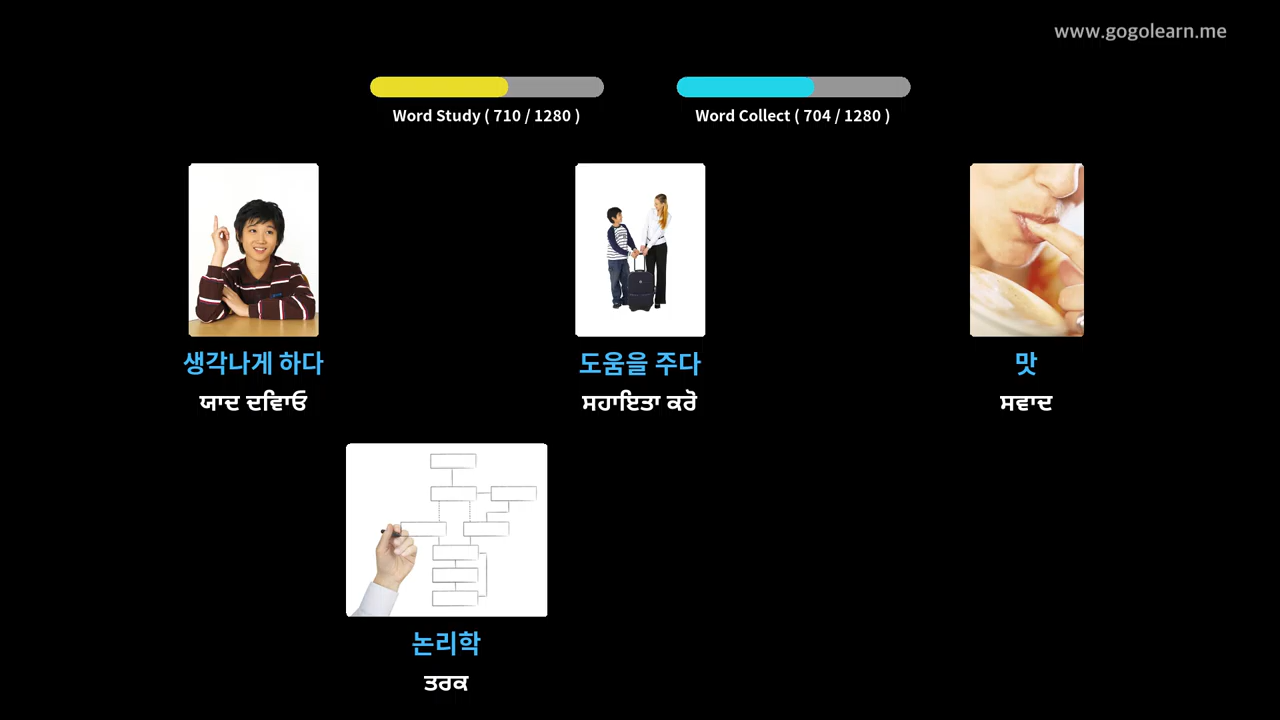 www.gogolearn.me
Word Study ( 710 / 1280 )
Word Collect ( 704 / 1280 )
생각나게 하다
도움을 주다
맛
ਯਾਦ ਦਵਿਾਓ
ਸਹਾਇਤਾ ਕਰੋ
ਸਵਾਦ
논리학
ਤਰਕ